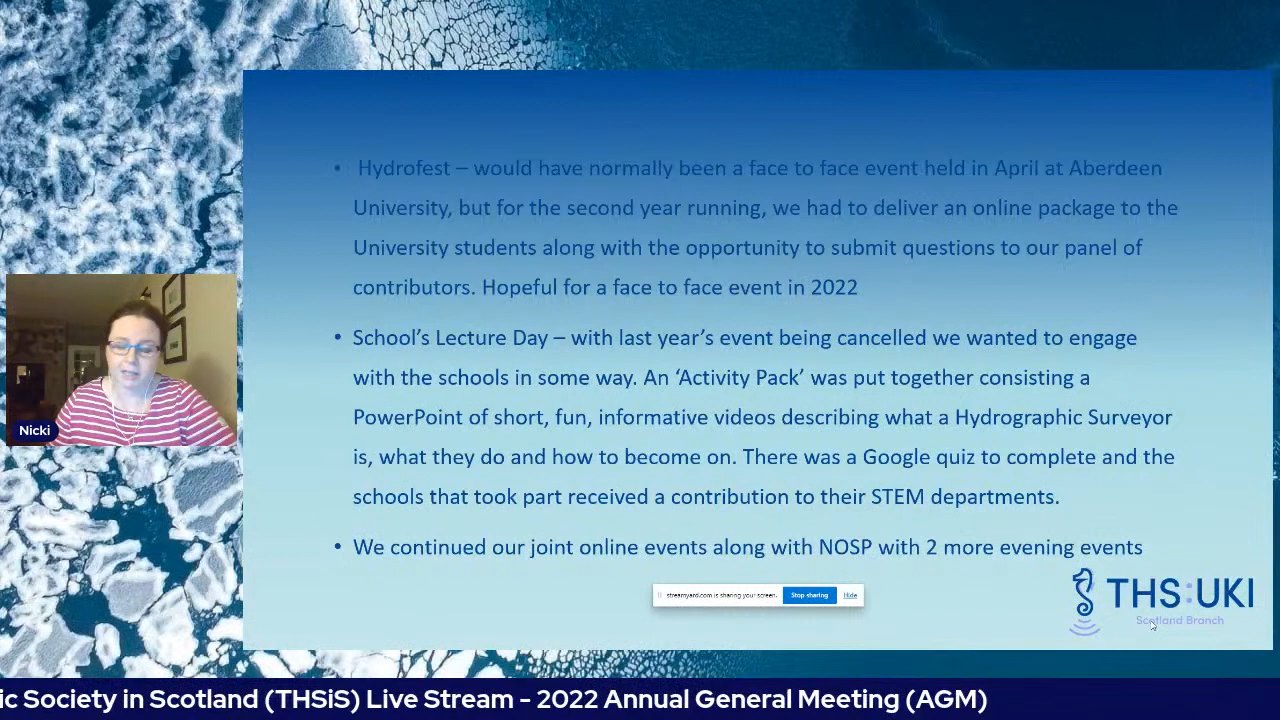 • Hydrofest – would have normally been a face to face event held in April at Aberdeen
University, but for the second year running, we had to deliver an online package to the
University students along with the opportunity to submit questions to our panel of
contributors. Hopeful for a face to face event in 2022
• School’s Lecture Day – with last year’s event being cancelled we wanted to engage
with the schools in some way. An ‘Activity Pack’ was put together consisting a
PowerPoint of short, fun, informative videos describing what a Hydrographic Surveyor
is, what they do and how to become on. There was a Google quiz to complete and the
schools that took part received a contribution to their STEM departments.
• We continued our joint online events along with NOSP with 2 more evening events
Nicki
streamyard.com is sharing your screen. Stop sharing Hide
THS:UKI
Scotland Branch
ic Society in Scotland (THSiS) Live Stream - 2022 Annual General Meeting (AGM)